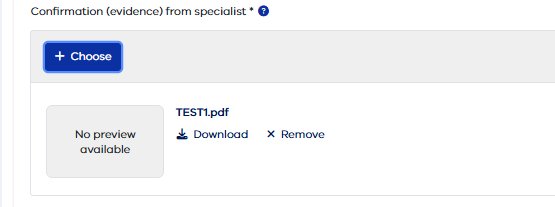 Confirmation (evidence) from specialist * ?
+ Choose
TEST1.pdf
Download × Remove
No preview
available